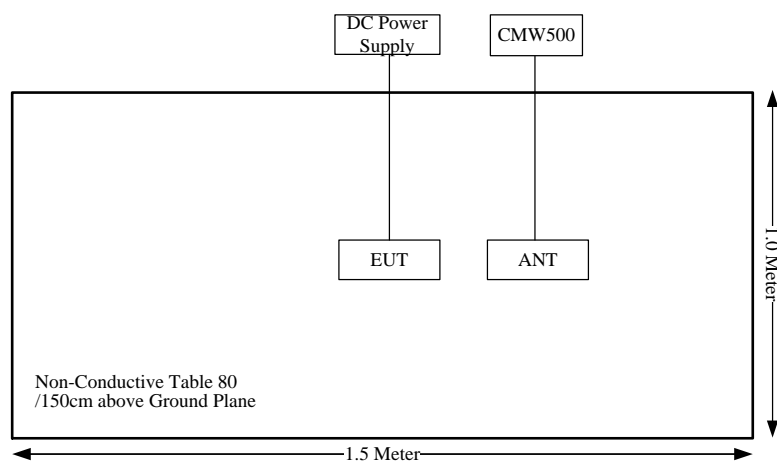 DC Power
Supply
CMW500
EUT
ANT
1.0 Meter
Non-Conductive Table 80
/150cm above Ground Plane
1.5 Meter